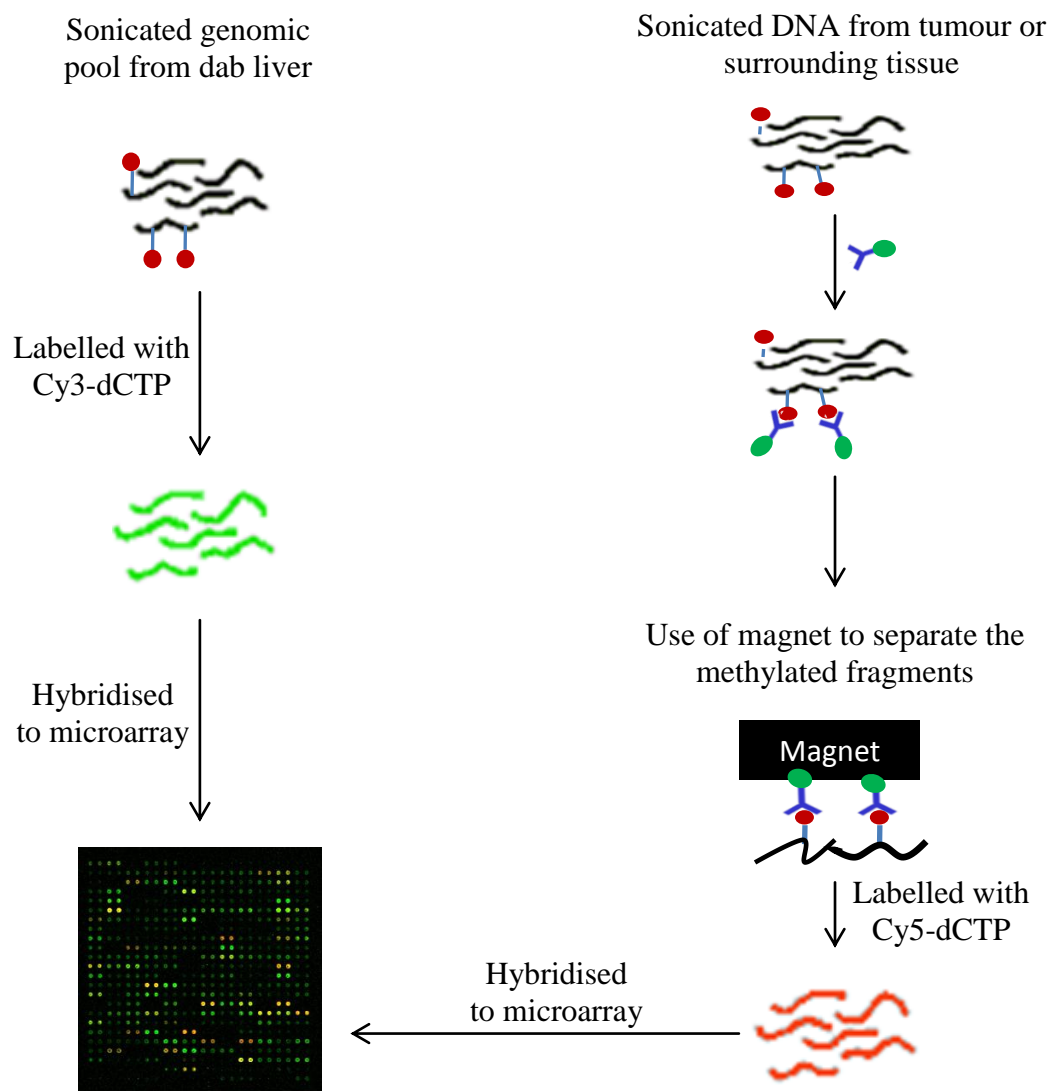 Sonicated genomic
pool from dab liver
Labelled with
Cy3-dCTP
Hybridised
to microarray
Sonicated DNA from tumour or
surrounding tissue
Use of magnet to separate the
methylated fragments
Magnet
Labelled with
Cy5-dCTP
Hybridised
to microarray